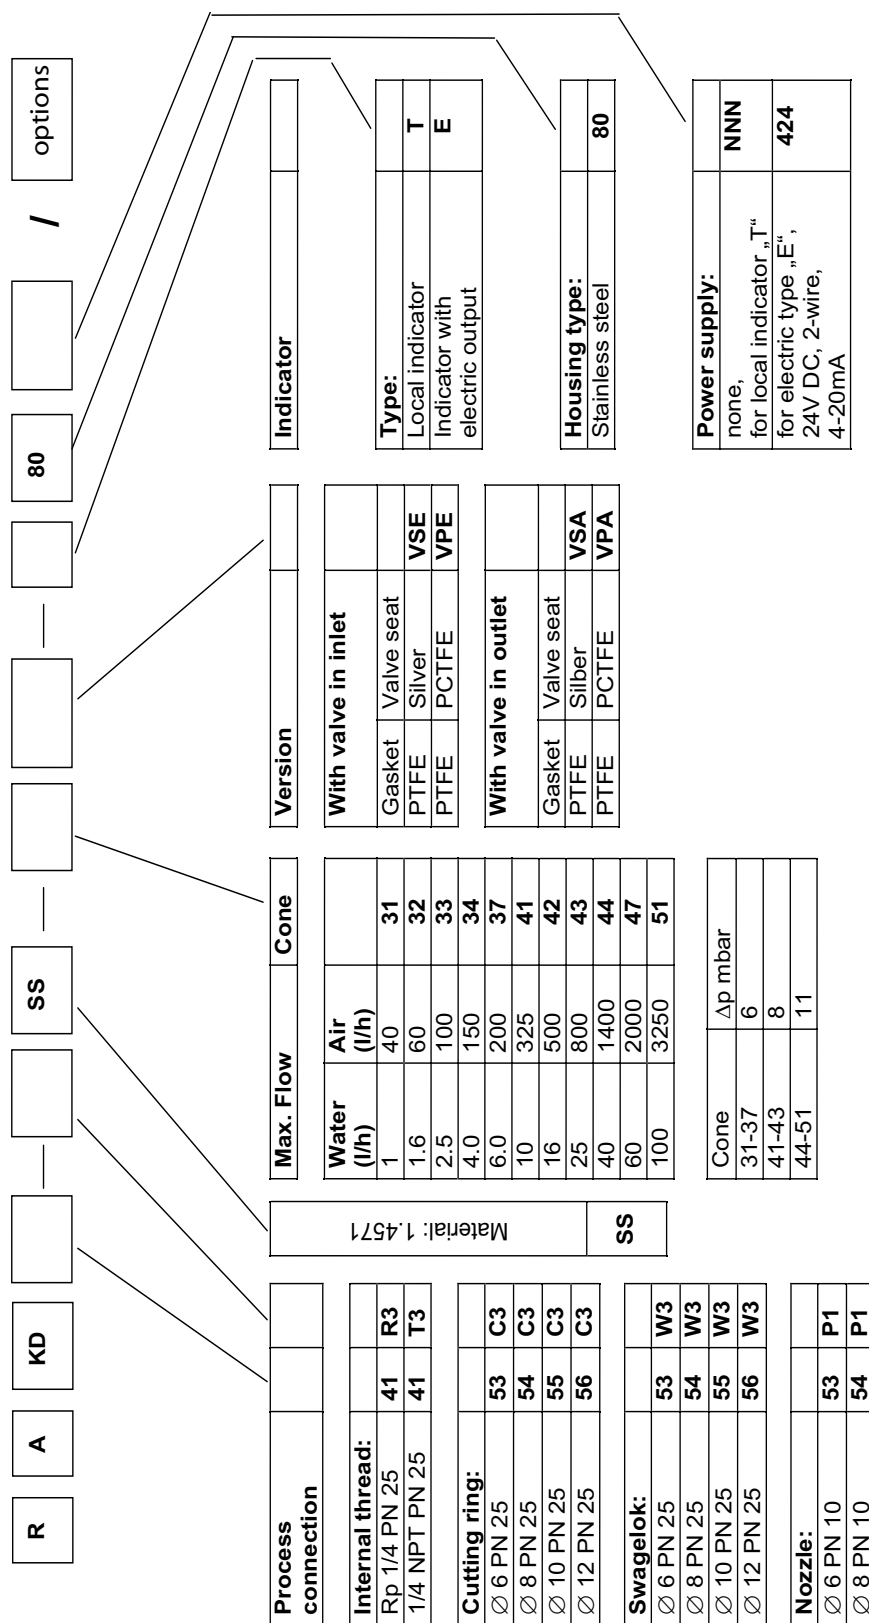 R A KD — SS — — 80 / options
Process
connection
Internal thread:
Rp 1/4 PN 25 41 R3
1/4 NPT PN 25 41 T3
Cutting ring:
∅ 6 PN 25 53 C3
∅ 8 PN 25 54 C3
∅ 10 PN 25 55 C3
∅ 12 PN 25 56 C3
Swagelok:
∅ 6 PN 25 53 W3
∅ 8 PN 25 54 W3
∅ 10 PN 25 55 W3
∅ 12 PN 25 56 W3
Nozzle:
∅ 6 PN 10 53 P1
∅ 8 PN 10 54 P1
Material: 1.4571
SS
Max. Flow Cone
Water Air
(l/h) (l/h)
1 40 31
1.6 60 32
2.5 100 33
4.0 150 34
6.0 200 37
10 325 41
16 500 42
25 800 43
40 1400 44
60 2000 47
100 3250 51
Cone Δp mbar
31-37 6
41-43 8
44-51 11
Version
With valve in inlet
Gasket Valve seat
PTFE Silver VSE
PTFE PCTFE VPE
With valve in outlet
Gasket Valve seat
PTFE Silber VSA
PTFE PCTFE VPA
Indicator
Type:
Local indicator T
Indicator with E
electric output
Housing type:
Stainless steel 80
Power supply:
none, NNN
for local indicator „T“
for electric type „E“, 424
24V DC, 2-wire,
4-20mA